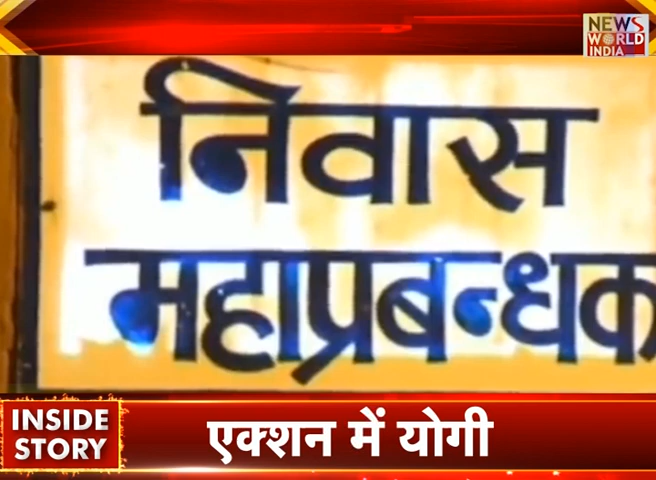 NEWS
WORLD
INDIA
निवास
महाप्रबन्धक
INSIDE
STORY
एक्शन में योगी